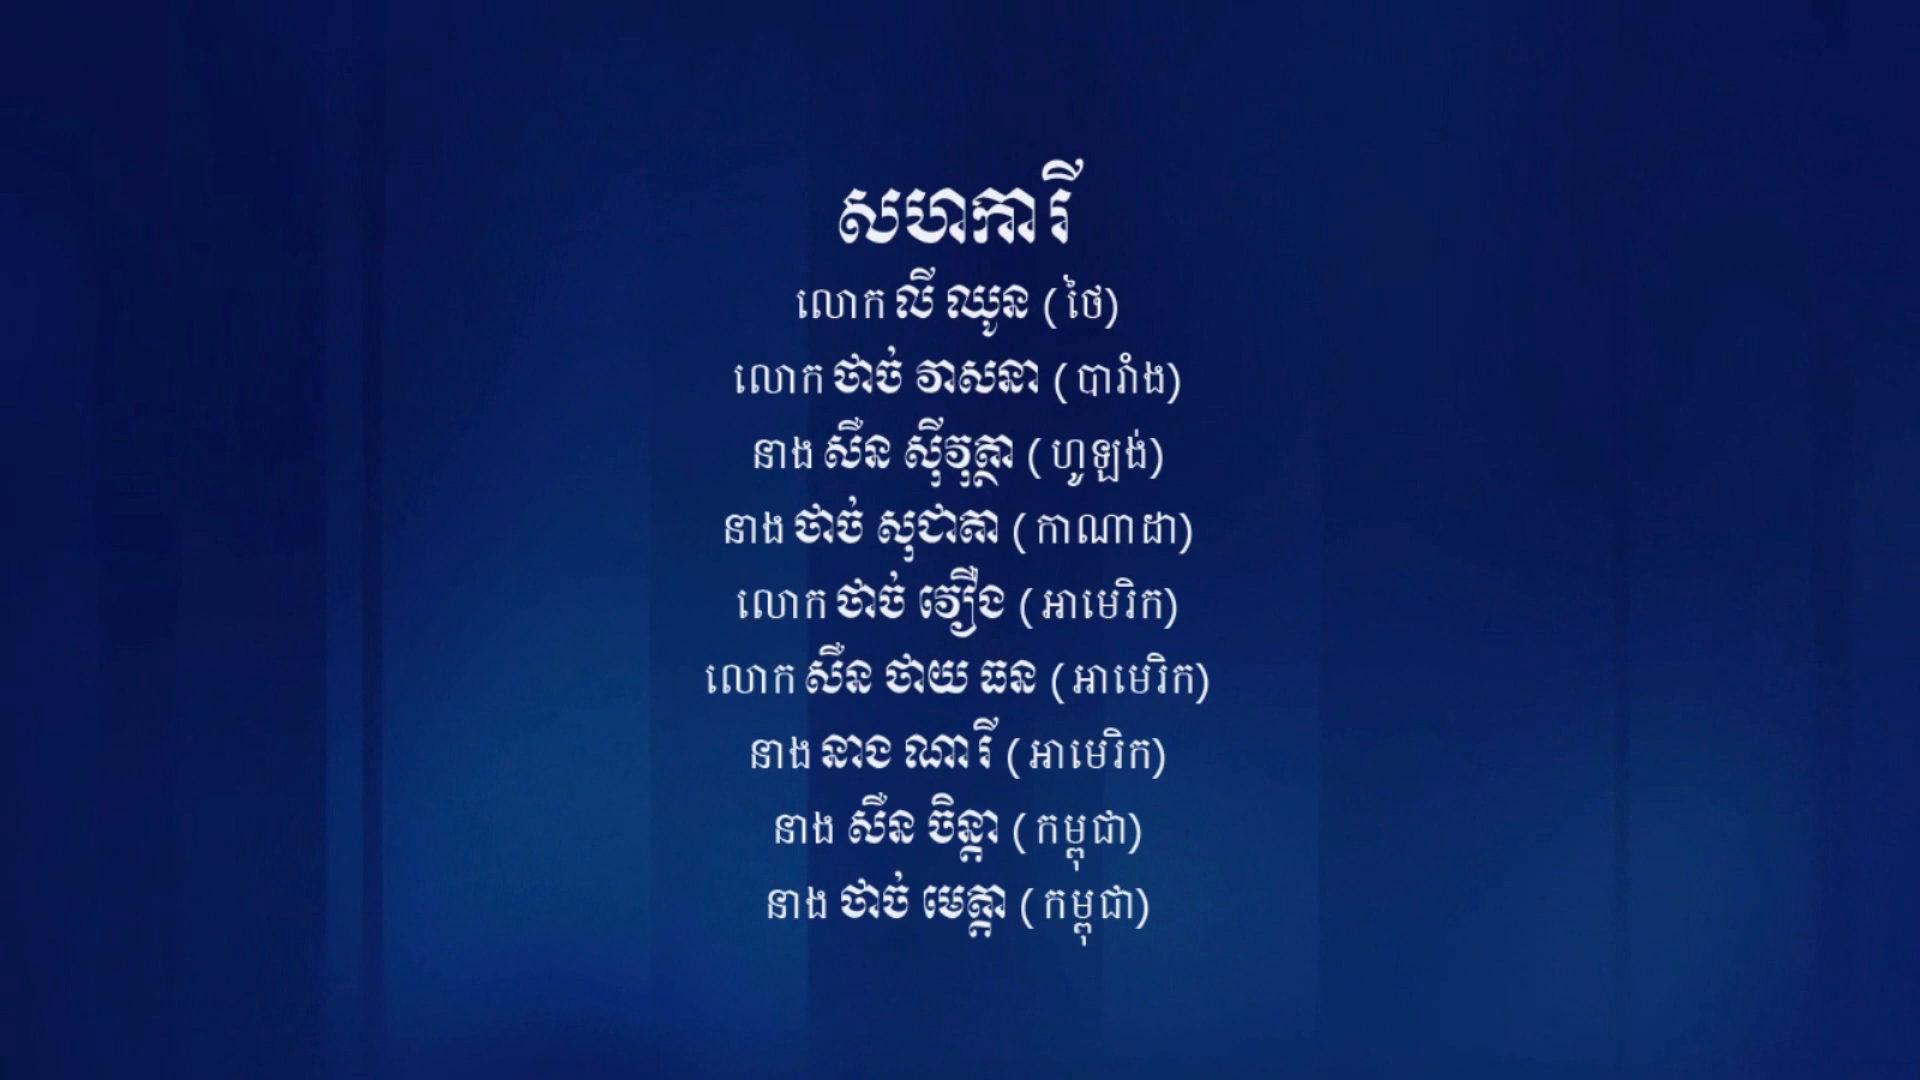 សហការី
លោក លី ឈូន (ថៃ)
លោក ថាច់ វាសនា (បារាំង)
នាង សឺន ស៊ីវុត្ថា (ហូឡង់)
នាង ថាច់ សុជាតា (កាណាដា)
លោក ថាច់ វឿង (អាមេរិក)
លោក សឺន ថាយ ធន (អាមេរិក)
នាង នាង ណារី (អាមេរិក)
នាង សឺន ចិន្តា (កម្ពុជា)
នាង ថាច់ មេត្តា (កម្ពុជា)